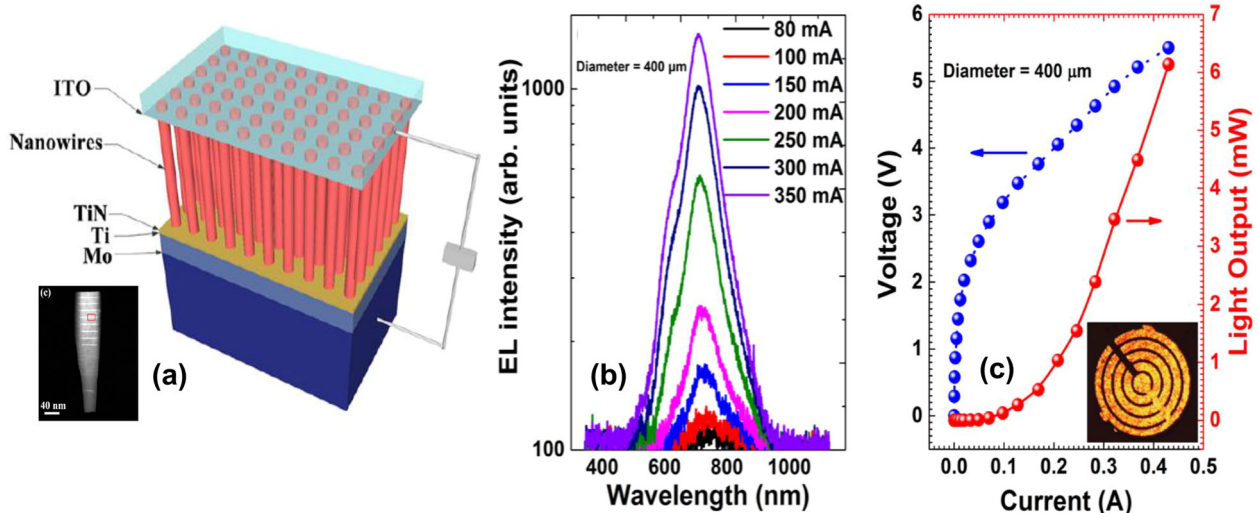 ITO
Nanowires
TiN
Ti
Mo
(c)
40 nm
(a)
EL intensity (arb. units)
1000
100
Diameter = 400 µm
80 mA
100 mA
150 mA
200 mA
250 mA
300 mA
350 mA
(b)
400 600 800 1000
Wavelength (nm)
Voltage (V)
6
5
4
3
2
1
0
Diameter = 400 µm
(c)
7
6
5
4
3
2
1
0
Light Output (mW)
0.0 0.1 0.2 0.3 0.4 0.5
Current (A)